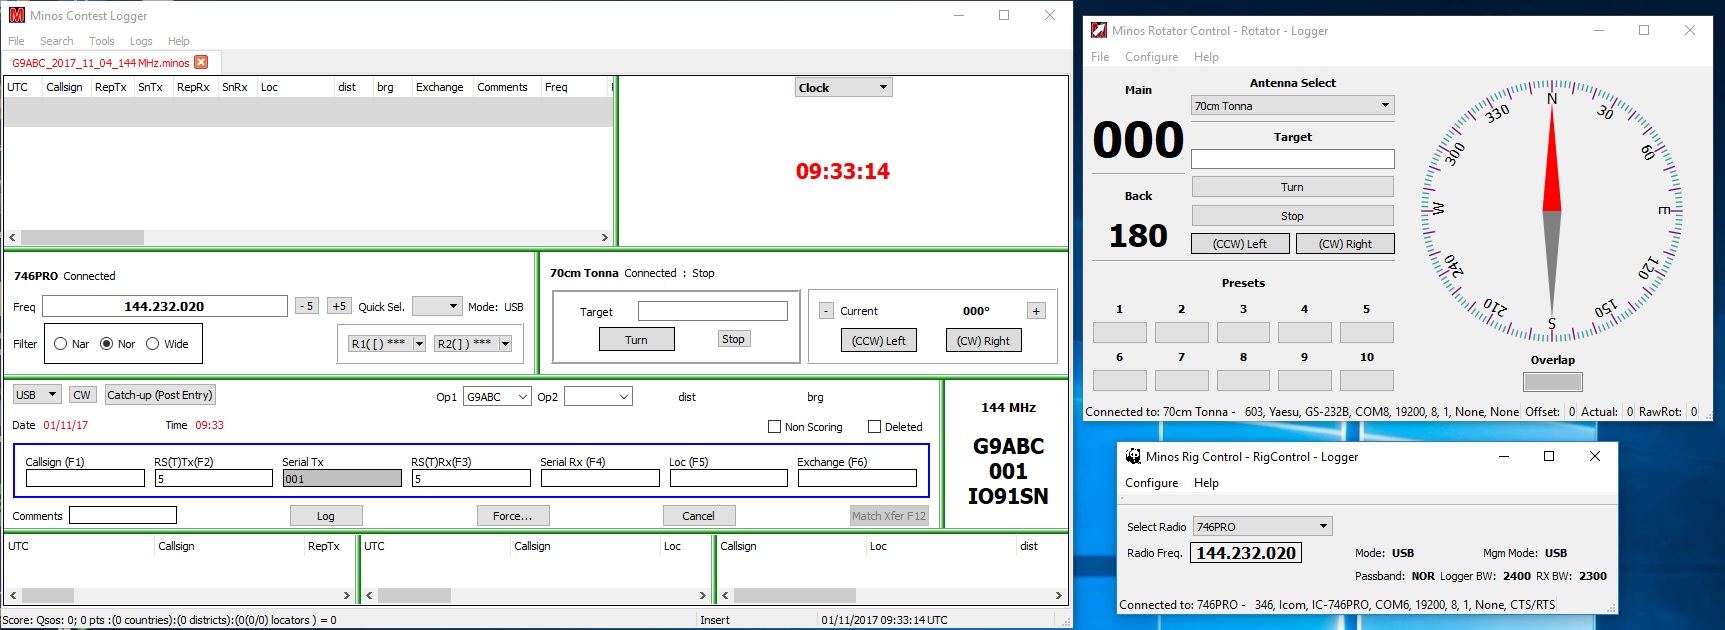 Minos Contest Logger
File Search Tools Logs Help
G9ABC_2017_11_04_144 MHz.minos
UTC Callsign RepTx SnTx RepRx SnRx Loc dist brg Exchange Comments Freq
Clock
09:33:14
746PRO Connected
Freq 144.232.020 - 5 +5 Quick Sel. Mode: USB
Filter Nar Nor Wide R1( [ ) *** R2( ] ) ***
70cm Tonna Connected : Stop
Target
Turn Stop
- Current 000° +
(CCW) Left (CW) Right
USB CW Catch-up (Post Entry) Op1 G9ABC Op2 dist brg
Date 01/11/17 Time 09:33 Non Scoring Deleted
Callsign (F1) RS(T)Tx(F2) Serial Tx RS(T)Rx(F3) Serial Rx (F4) Loc (F5) Exchange (F6)
5 001 5
Comments Log Force... Cancel Match Xfer F12
144 MHz
G9ABC
001
IO91SN
UTC Callsign RepTx
UTC Callsign Loc
Callsign Loc dist
Score: Qsos: 0; 0 pts :(0 countries):(0 districts):(0(0/0) locators ) = 0 Insert 01/11/2017 09:33:14 UTC
Minos Rotator Control - Rotator - Logger
File Configure Help
Main
000
Back
180
Antenna Select
70cm Tonna
Target
Turn
Stop
(CCW) Left (CW) Right
Presets
1 2 3 4 5
6 7 8 9 10
N 30 60 E 120 150 S 210 240 W 300 330
Overlap
Connected to: 70cm Tonna - 603, Yaesu, GS-232B, COM8, 19200, 8, 1, None, None Offset: 0 Actual: 0 RawRot: 0
Minos Rig Control - RigControl - Logger
Configure Help
Select Radio 746PRO
Radio Freq. 144.232.020 Mode: USB Mgm Mode: USB
Passband: NOR Logger BW: 2400 RX BW: 2300
Connected to: 746PRO - 346, Icom, IC-746PRO, COM6, 19200, 8, 1, None, CTS/RTS